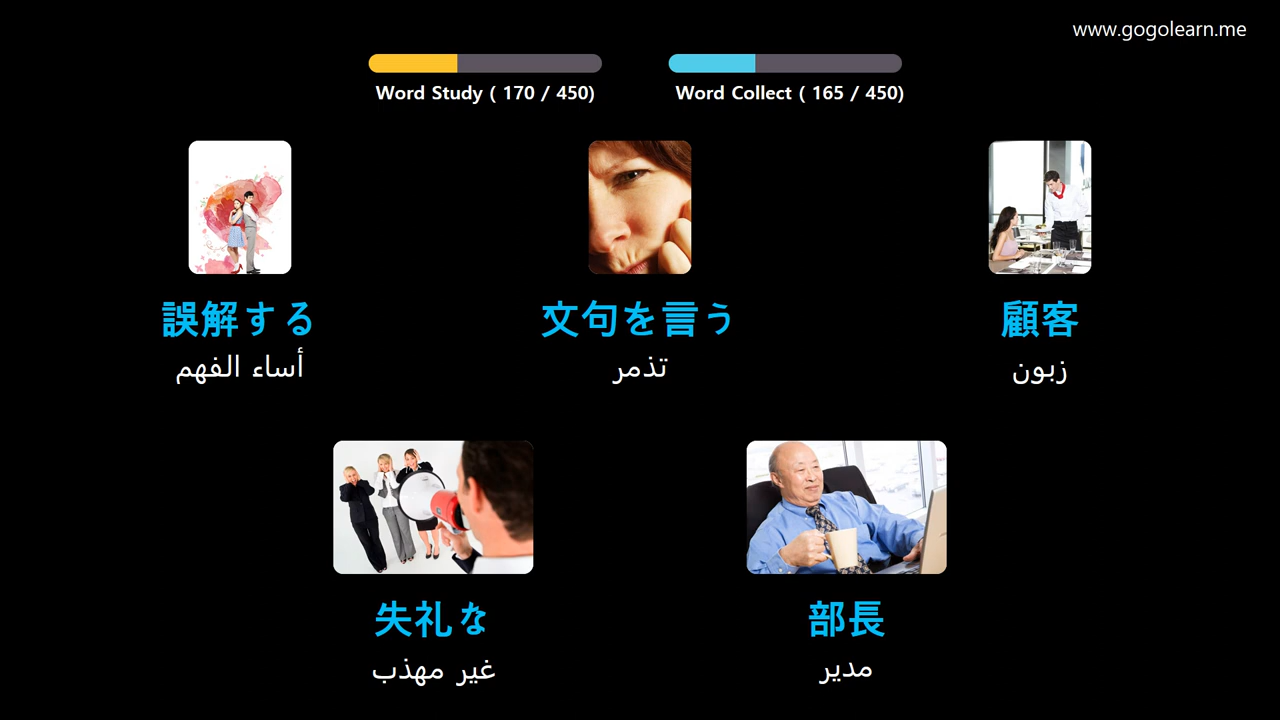 www.gogolearn.me
Word Study ( 170 / 450)
Word Collect ( 165 / 450)
誤解する
أساء الفهم
文句を言う
تذمر
顧客
زبون
失礼な
غير مهذب
部長
مدير